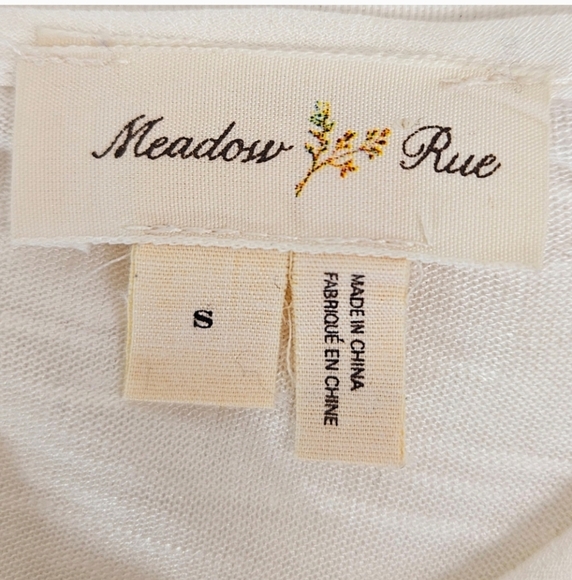 Meadow Rue
S
MADE IN CHINA
FABRIQUÉ EN CHINE